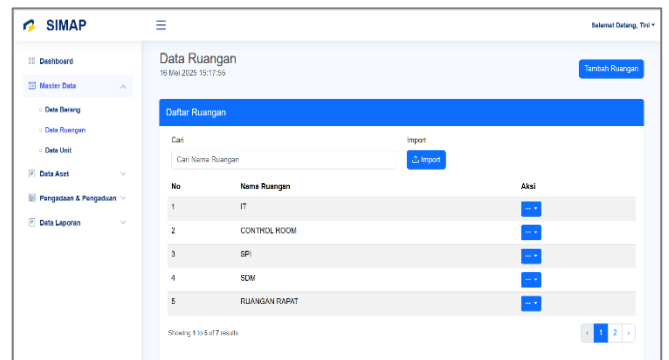 SIMAP
Selamat Datang, Tini
Dashboard
Master Data
Data Barang
Data Ruangan
Data Unit
Data Aset
Pengadaan & Pengaduan
Data Laporan
Data Ruangan
16 Mei 2025 15:17:55
Tambah Ruangan
Daftar Ruangan
Cari
Import
Cari Nama Ruangan
Import
No Nama Ruangan Aksi
1 IT ---
2 CONTROL ROOM ---
3 SPI ---
4 SDM ---
5 RUANGAN RAPAT ---
Showing 1 to 5 of 7 results
‹ 1 2 ›